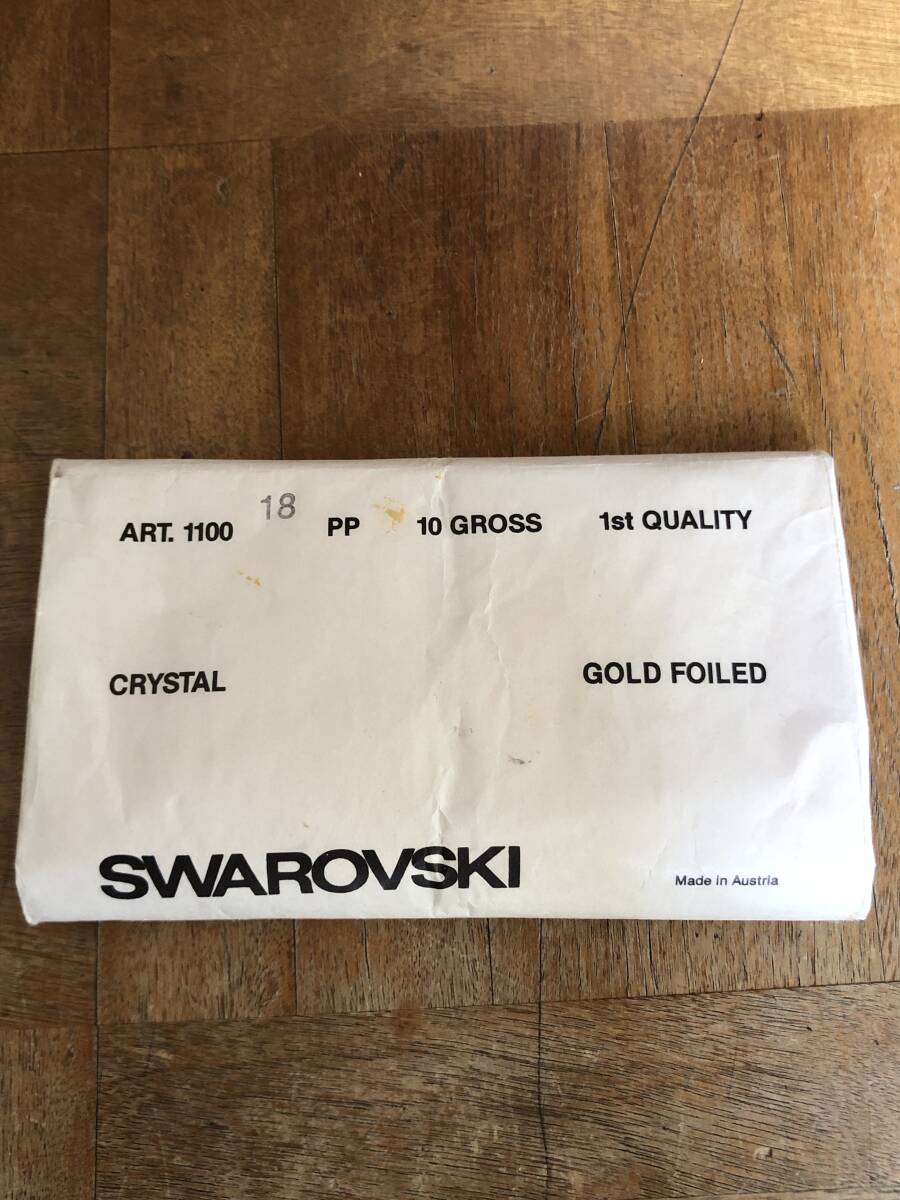 ART. 1100 18 PP 10 GROSS 1st QUALITY
CRYSTAL GOLD FOILED
SWAROVSKI Made in Austria